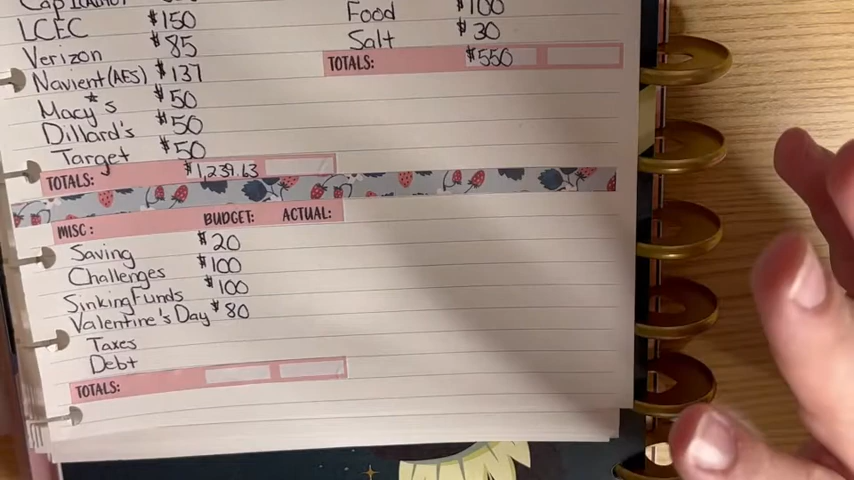 LCEC $150
Verizon $85
Navient (AES) $137
Macy's $50
Dillard's $50
Target $50
TOTALS: $1,239.63
Food $100
Salt $30
TOTALS: $550
MISC: BUDGET: ACTUAL:
Saving $20
Challenges $100
Sinking Funds $100
Valentine's Day $80
Taxes
Debt
TOTALS: